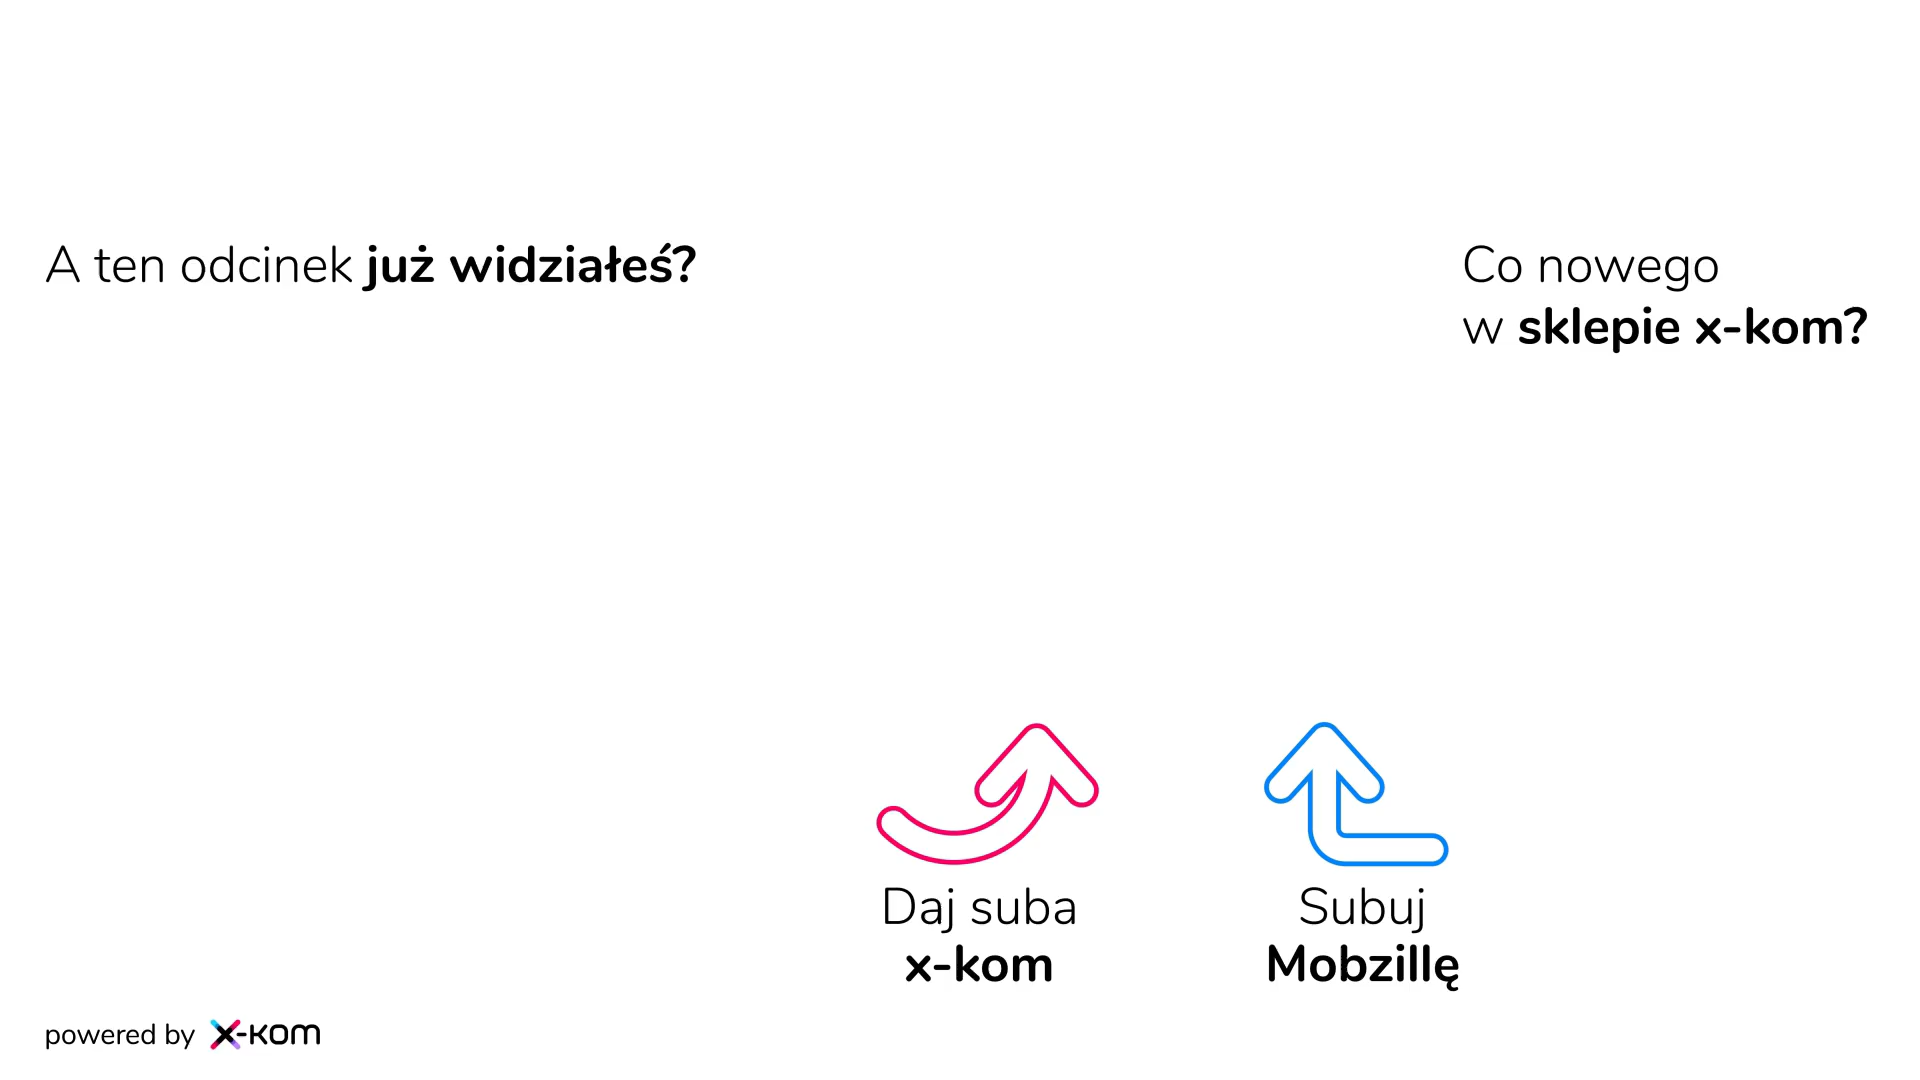 A ten odcinek już widziałeś?
Co nowego
w sklepie x-kom?
Daj suba
x-kom
Subuj
Mobzillę
powered by x-kom